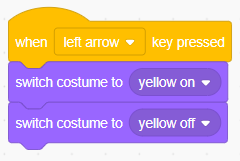 when left arrow key pressed
switch costume to yellow on
switch costume to yellow off